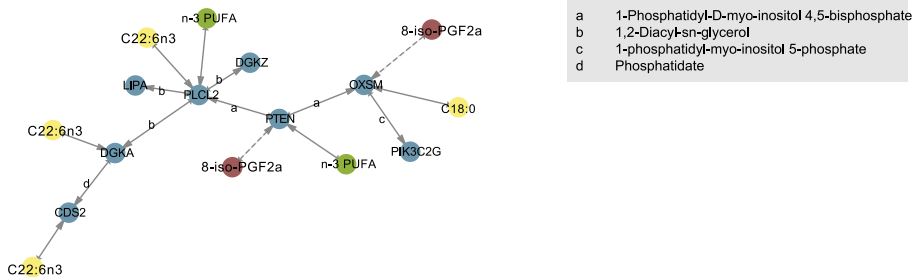 n-3 PUFA
8-iso-PGF2a
C22:6n3
DGKZ
b
LIPA
b
PLCL2
OXSM
a
a
C18:0
PTEN
b
c
C22:6n3
PIK3C2G
DGKA
8-iso-PGF2a
n-3 PUFA
d
CDS2
C22:6n3
a 1-Phosphatidyl-D-myo-inositol 4,5-bisphosphate
b 1,2-Diacyl-sn-glycerol
c 1-phosphatidyl-myo-inositol 5-phosphate
d Phosphatidate